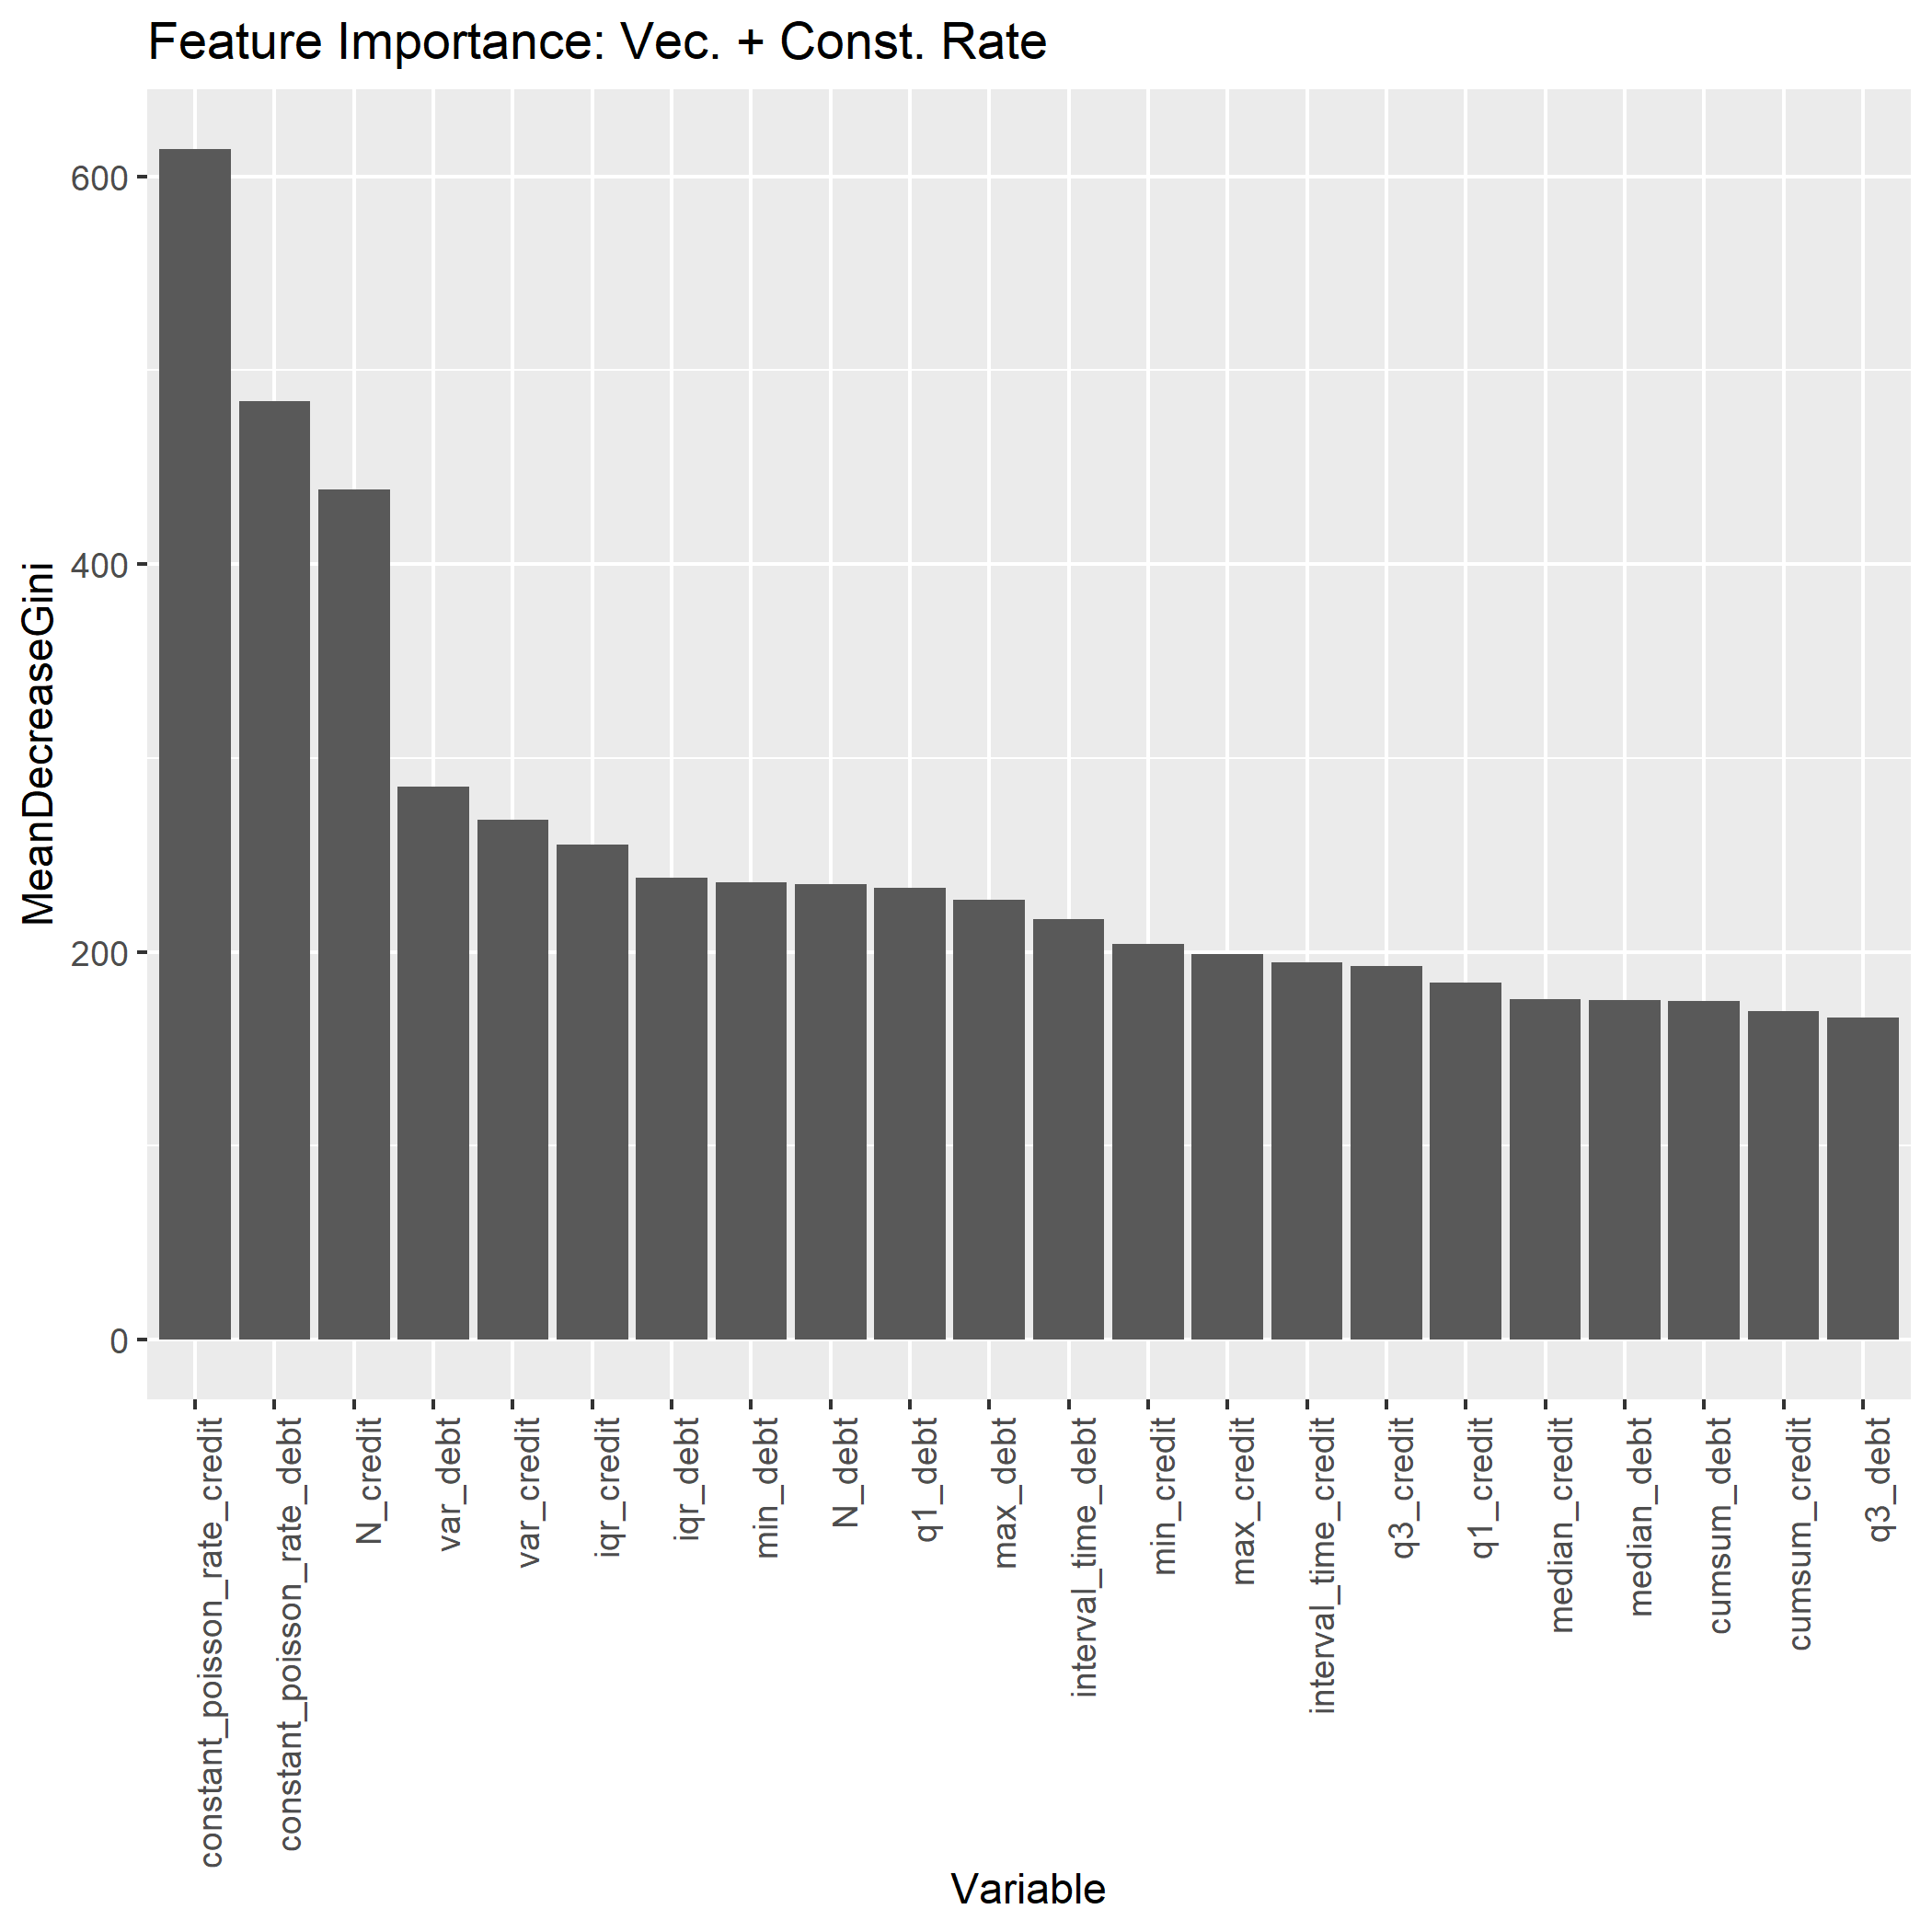 Feature Importance: Vec. + Const. Rate
MeanDecreaseGini
600
400
200
0
constant_poisson_rate_credit
constant_poisson_rate_debt
N_credit
var_debt
var_credit
iqr_credit
iqr_debt
min_debt
N_debt
q1_debt
max_debt
interval_time_debt
min_credit
max_credit
interval_time_credit
q3_credit
q1_credit
median_credit
median_debt
cumsum_debt
cumsum_credit
q3_debt
Variable